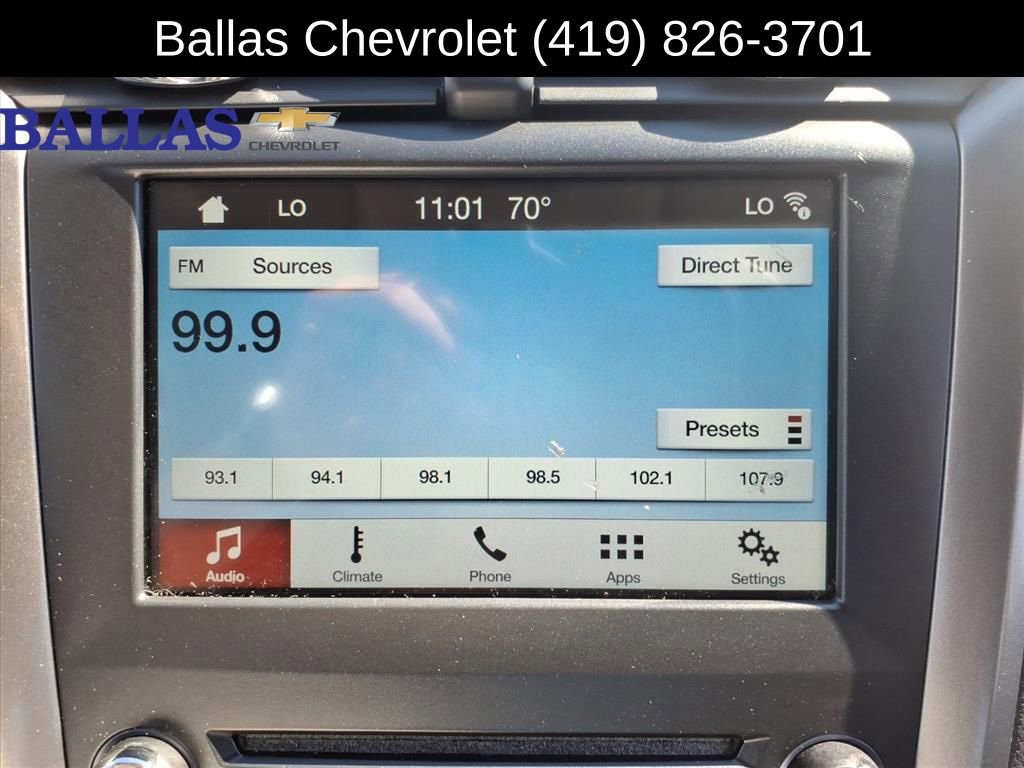 Ballas Chevrolet (419) 826-3701
BALLAS
CHEVROLET
LO 11:01 70° LO
FM Sources Direct Tune
99.9
Presets
93.1 94.1 98.1 98.5 102.1 107.9
Audio Climate Phone Apps Settings